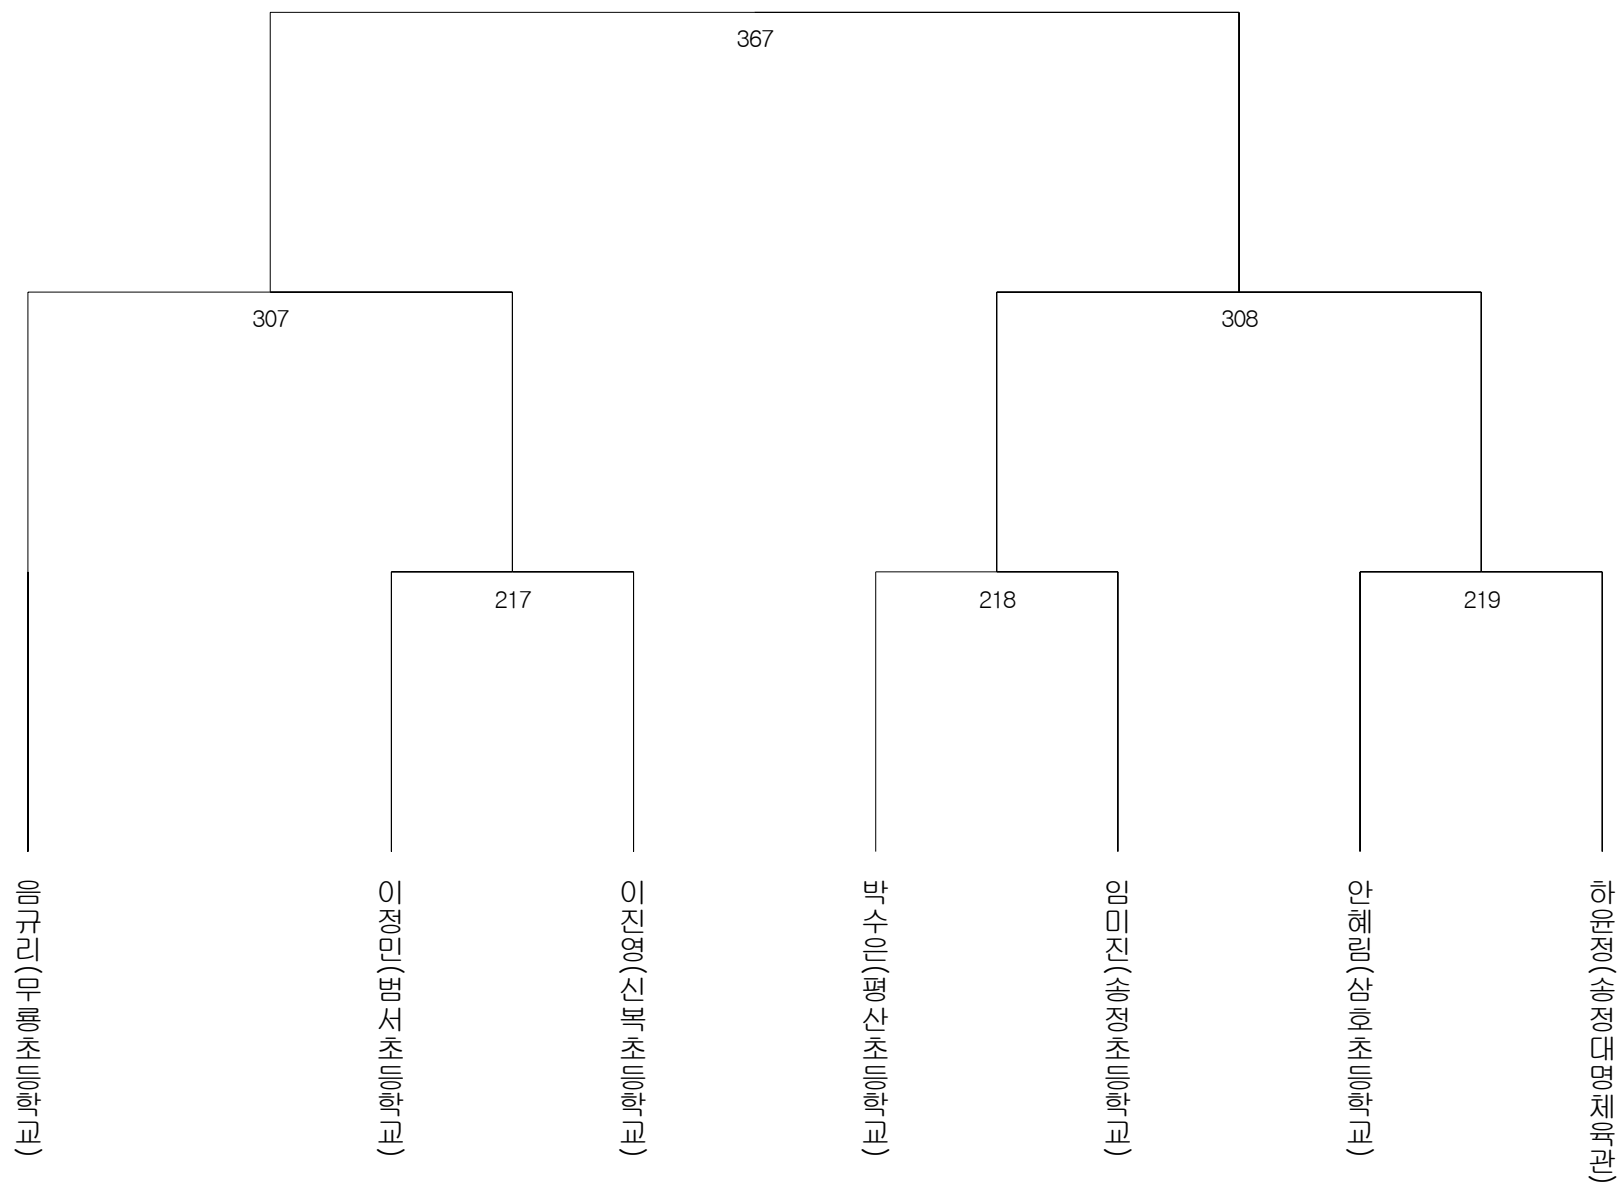 367
307
308
217
218
219
음규리(무룡초등학교)
이정민(범서초등학교)
이진영(신복초등학교)
박수은(평산초등학교)
임미진(송정초등학교)
안혜림(삼호초등학교)
하윤정(송정대명체육관)